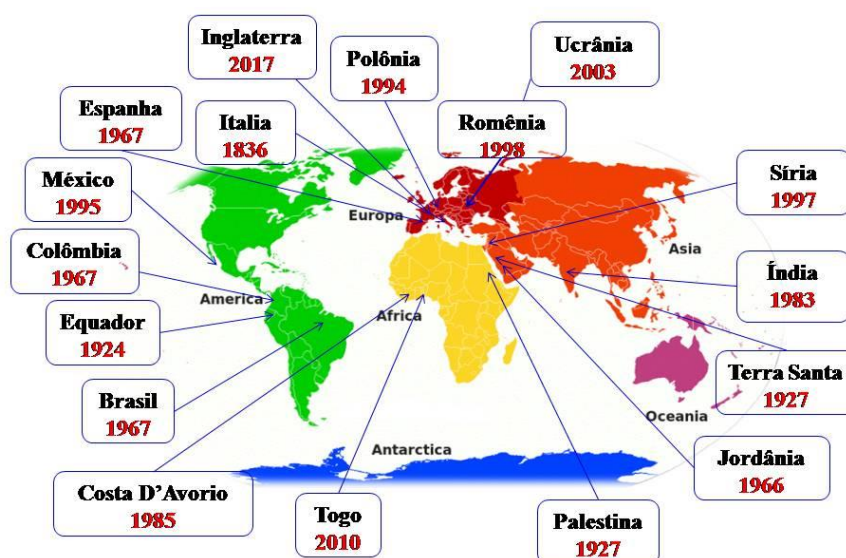 Inglaterra
2017
Polônia
1994
Ucrânia
2003
Espanha
1967
Italia
1836
Romênia
1998
México
1995
Síria
1997
Europa
Asia
Colômbia
1967
Índia
1983
America
Africa
Equador
1924
Terra Santa
1927
Brasil
1967
Oceania
Antarctica
Jordânia
1966
Costa D’Avorio
1985
Togo
2010
Palestina
1927